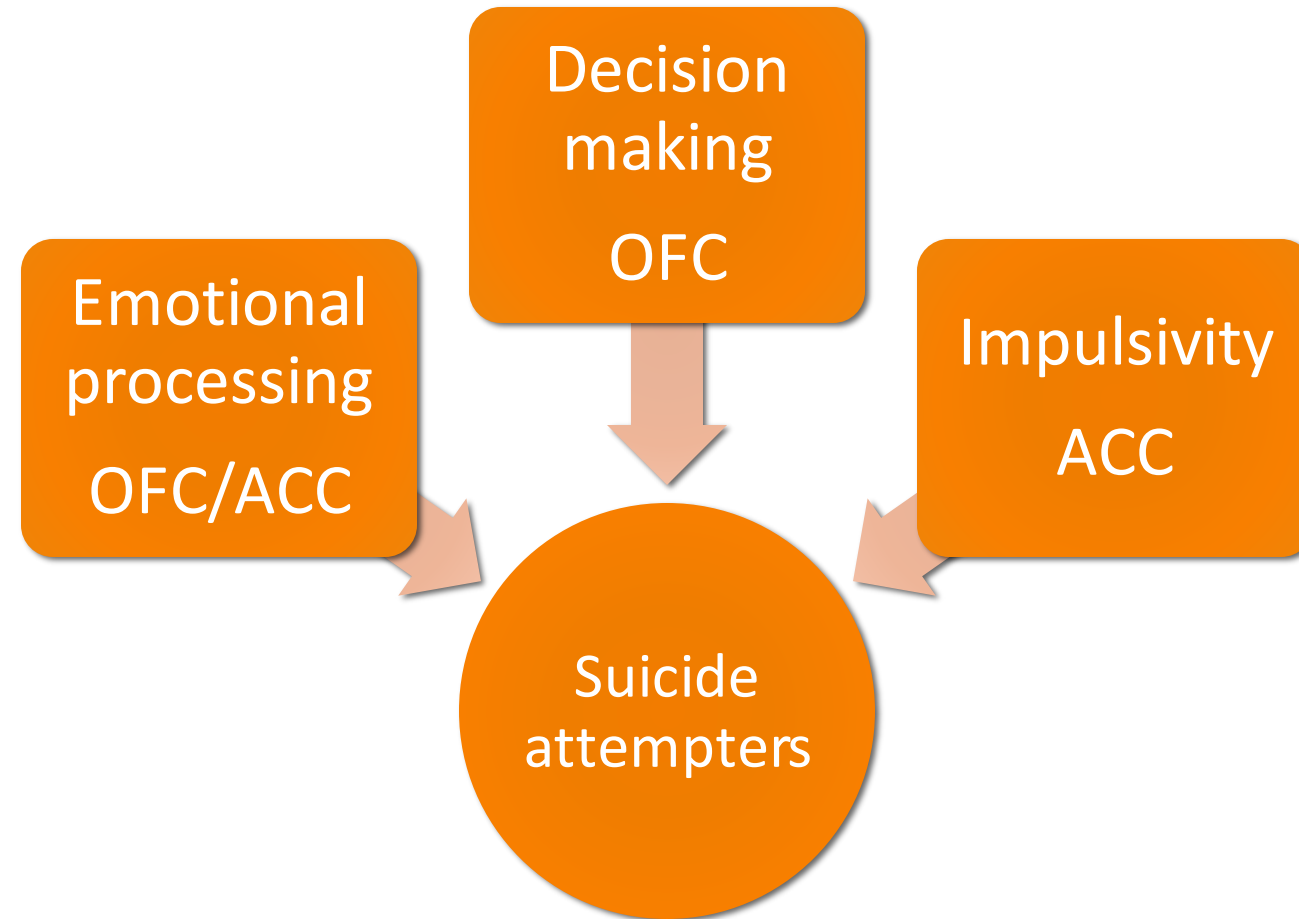 Decision
making
OFC
Emotional
processing
OFC/ACC
Impulsivity
ACC
Suicide
attempters